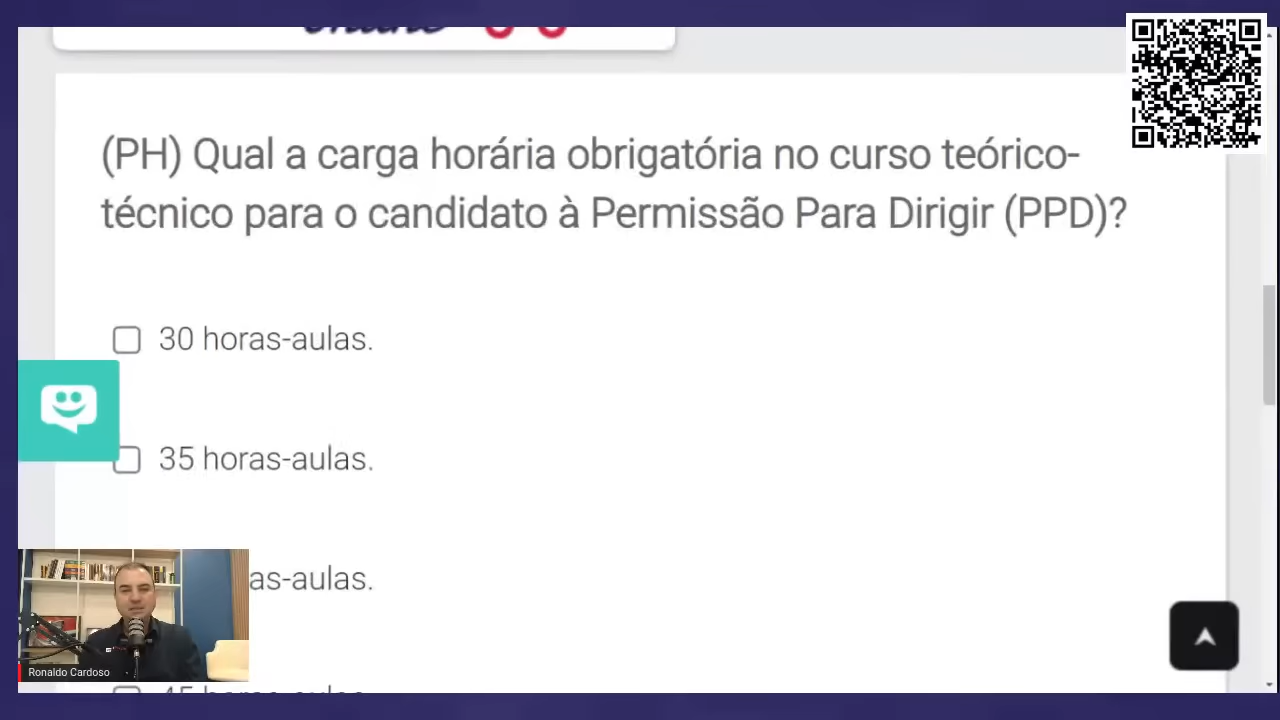 (PH) Qual a carga horária obrigatória no curso teórico-
técnico para o candidato à Permissão Para Dirigir (PPD)?
30 horas-aulas.
35 horas-aulas.
as-aulas.
Ronaldo Cardoso